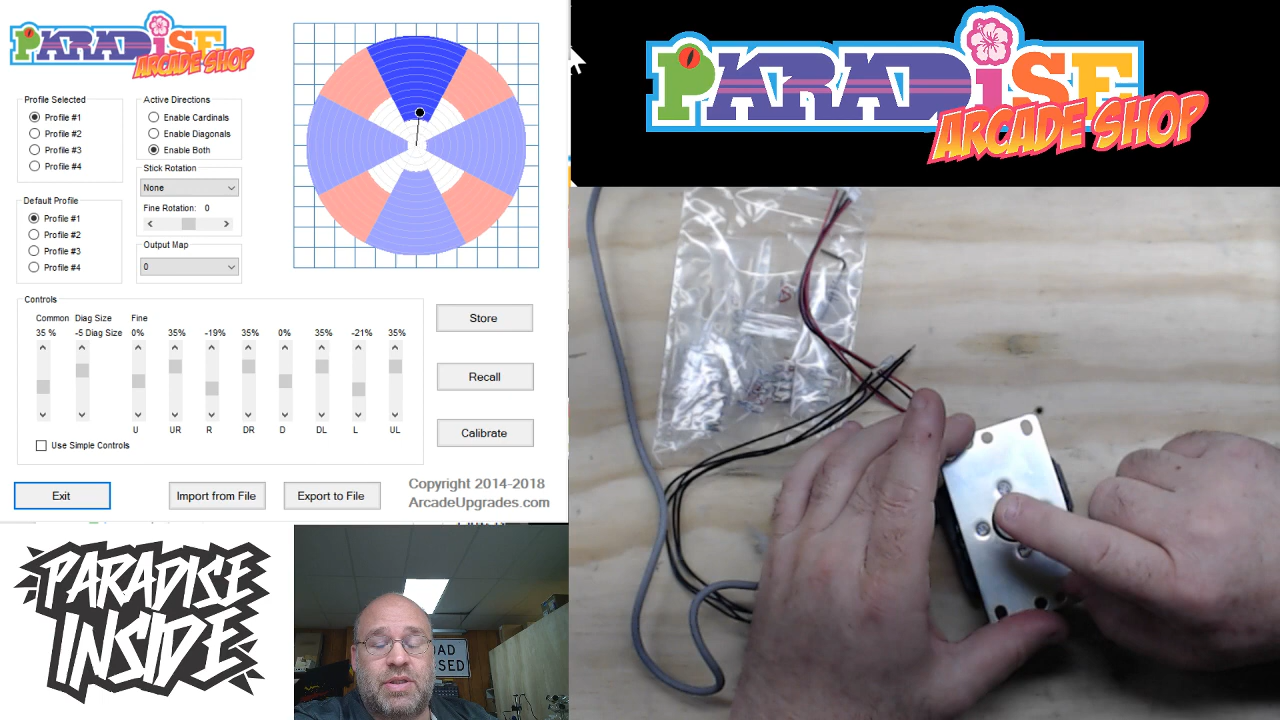 PARADISE
ARCADE SHOP
Profile Selected
Profile #1
Profile #2
Profile #3
Profile #4
Default Profile
Profile #1
Profile #2
Profile #3
Profile #4
Active Directions
Enable Cardinals
Enable Diagonals
Enable Both
Stick Rotation
None
Fine Rotation: 0
Output Map
0
Controls
Common Diag Size Fine
35 % -5 Diag Size 0% 35% -19% 35% 0% 35% -21% 35%
U UR R DR D DL L UL
Use Simple Controls
Store
Recall
Calibrate
Exit
Import from File
Export to File
Copyright 2014-2018
ArcadeUpgrades.com
PARADISE
ARCADE SHOP
PARADISE
INSIDE